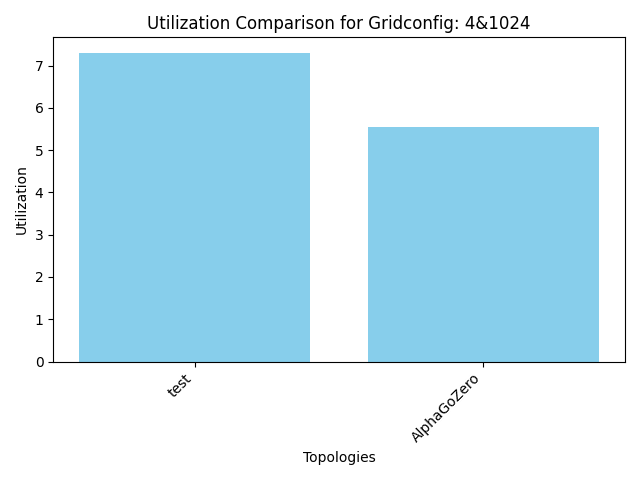 Utilization Comparison for Gridconfig: 4&1024
7
6
5
4
3
2
1
0
Utilization
test
AlphaGoZero
Topologies